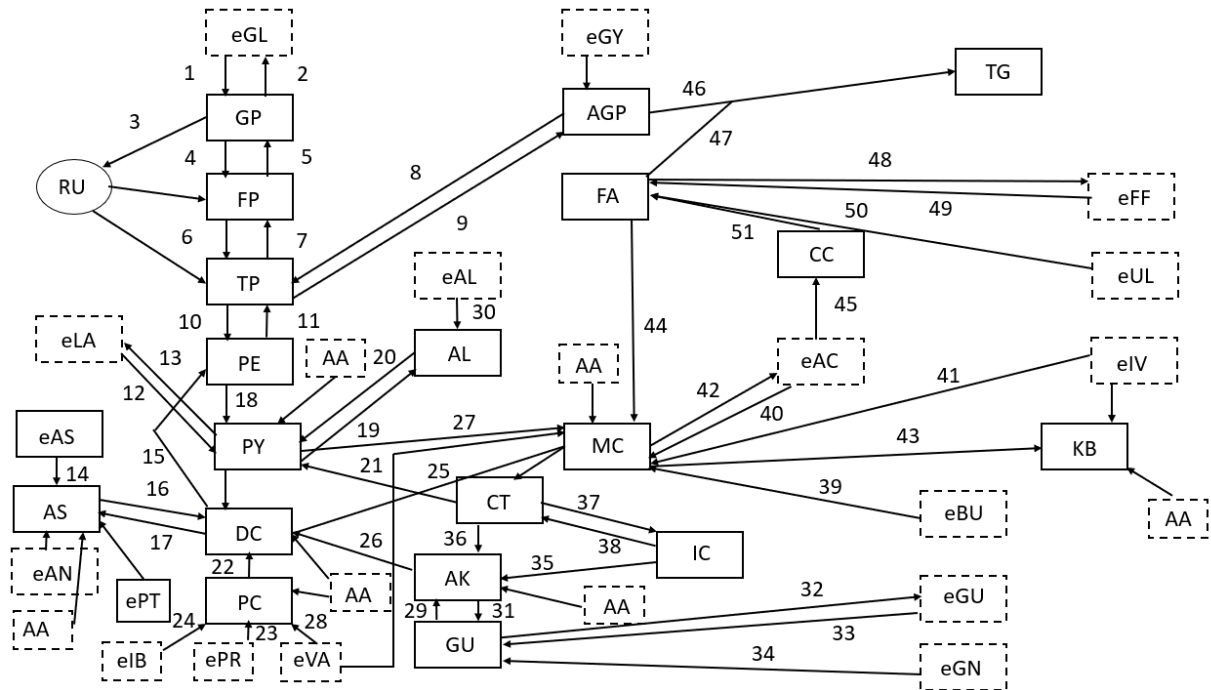 eGL
eGY
1
2
46
TG
GP
AGP
3
47
4
5
8
48
RU
FP
FA
eFF
50
49
9
51
6
7
CC
TP
eAL
eUL
45
10
11
30
44
eLA
13
AA
20
AL
PE
AA
eAC
eIV
42
41
12
18
40
eAS
PY
19
27
MC
43
KB
15
14
21
25
16
39
AS
CT
37
eBU
AA
17
DC
26
36
38
IC
eAN
22
35
ePT
AA
AK
AA
32
eGU
24
PC
28
29
31
AA
23
GU
33
eIB
ePR
eVA
34
eGN